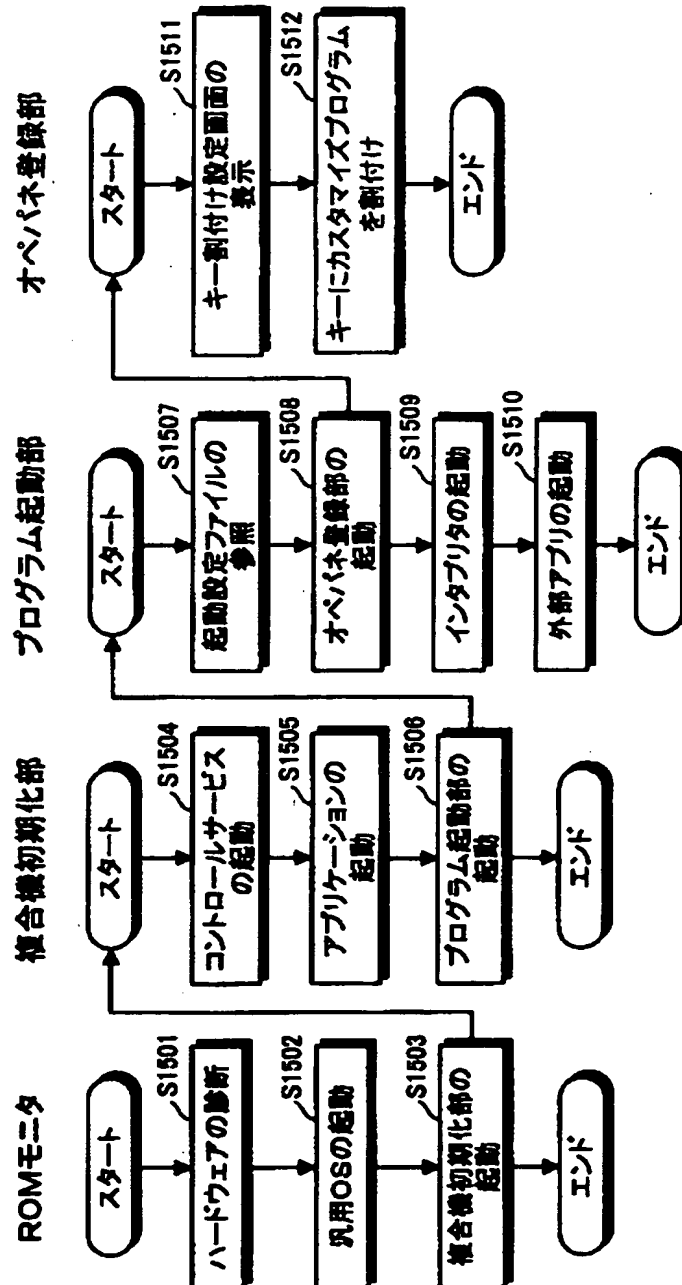 ROMモニタ
スタート
S1501
ハードウェアの診断
S1502
汎用OSの起動
S1503
複合機初期化部の
起動
エンド
複合機初期化部
スタート
S1504
コントロールサービス
の起動
S1505
アプリケーションの
起動
S1506
プログラム起動部の
起動
エンド
プログラム起動部
スタート
S1507
起動設定ファイルの
参照
S1508
オペパネ登録部の
起動
S1509
インタプリタの起動
S1510
外部アプリの起動
エンド
オペパネ登録部
スタート
S1511
キー割付け設定画面の
表示
S1512
キーにカスタマイズプログラム
を割付け
エンド